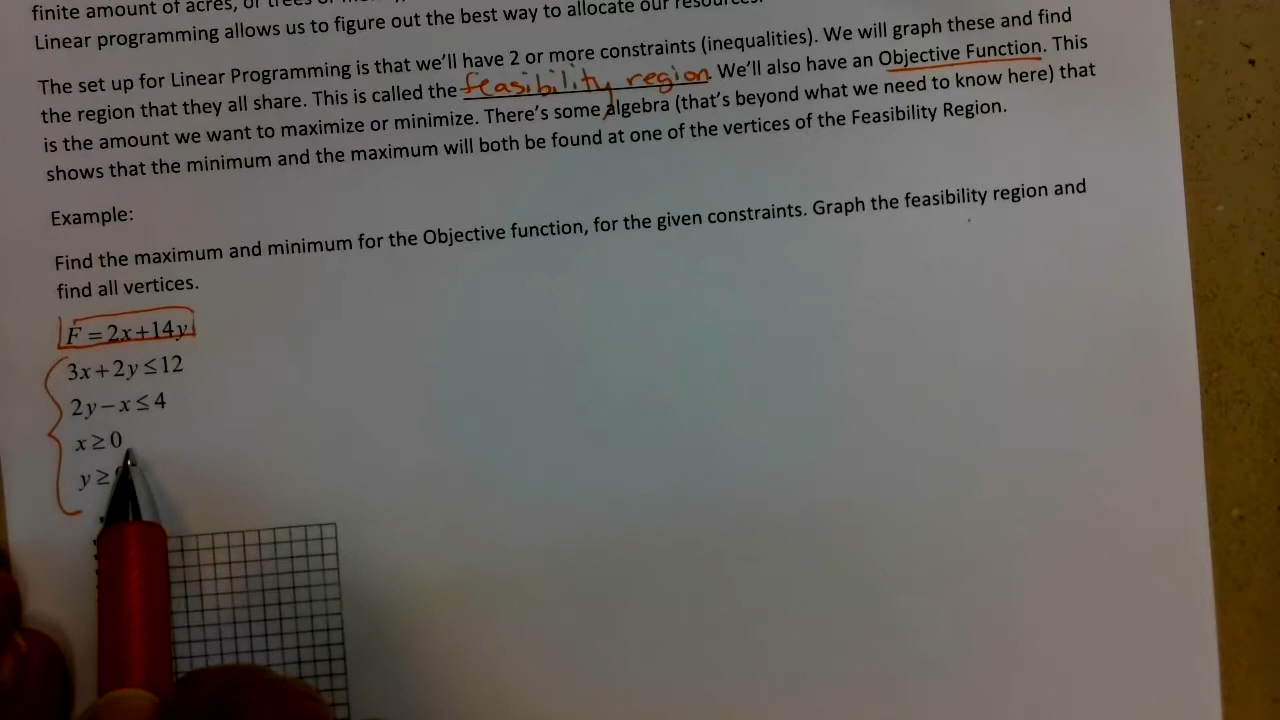 finite amount of acres, or trees or
Linear programming allows us to figure out the best way to allocate our resources.
The set up for Linear Programming is that we'll have 2 or more constraints (inequalities). We will graph these and find
the region that they all share. This is called the feasibility region. We'll also have an Objective Function. This
is the amount we want to maximize or minimize. There's some algebra (that's beyond what we need to know here) that
shows that the minimum and the maximum will both be found at one of the vertices of the Feasibility Region.
Example:
Find the maximum and minimum for the Objective function, for the given constraints. Graph the feasibility region and
find all vertices.
F = 2x+14y
3x+2y≤12
2y−x≤4
x≥0
y≥